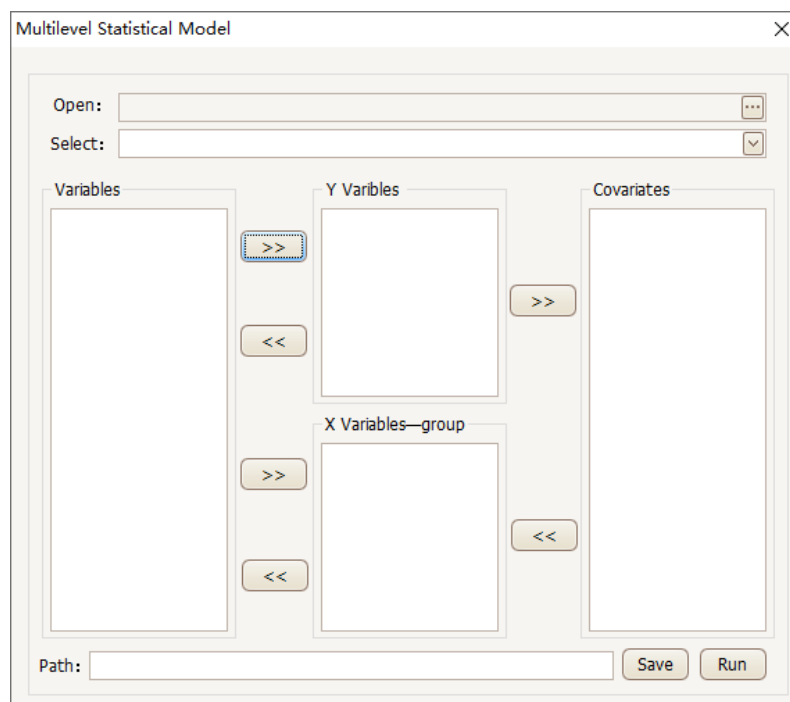 Multilevel Statistical Model
Open:
Select:
Variables
Y Varibles
Covariates
>>
>>
<<
X Variables—group
>>
<<
<<
Path:
Save
Run